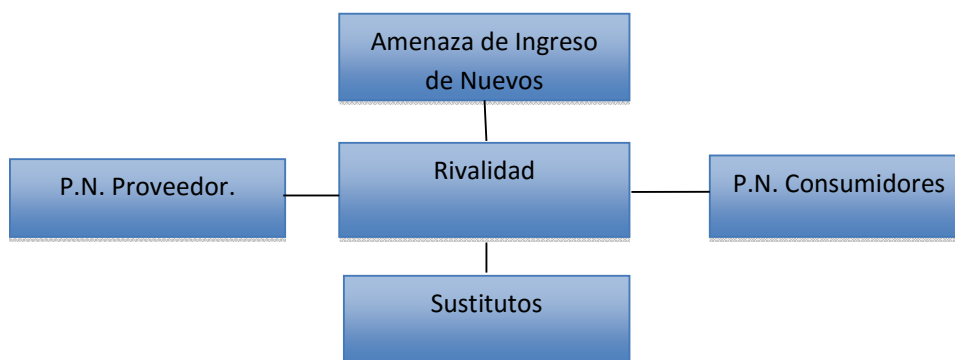 Amenaza de Ingreso
de Nuevos
Rivalidad
P.N. Proveedor.
P.N. Consumidores
Sustitutos